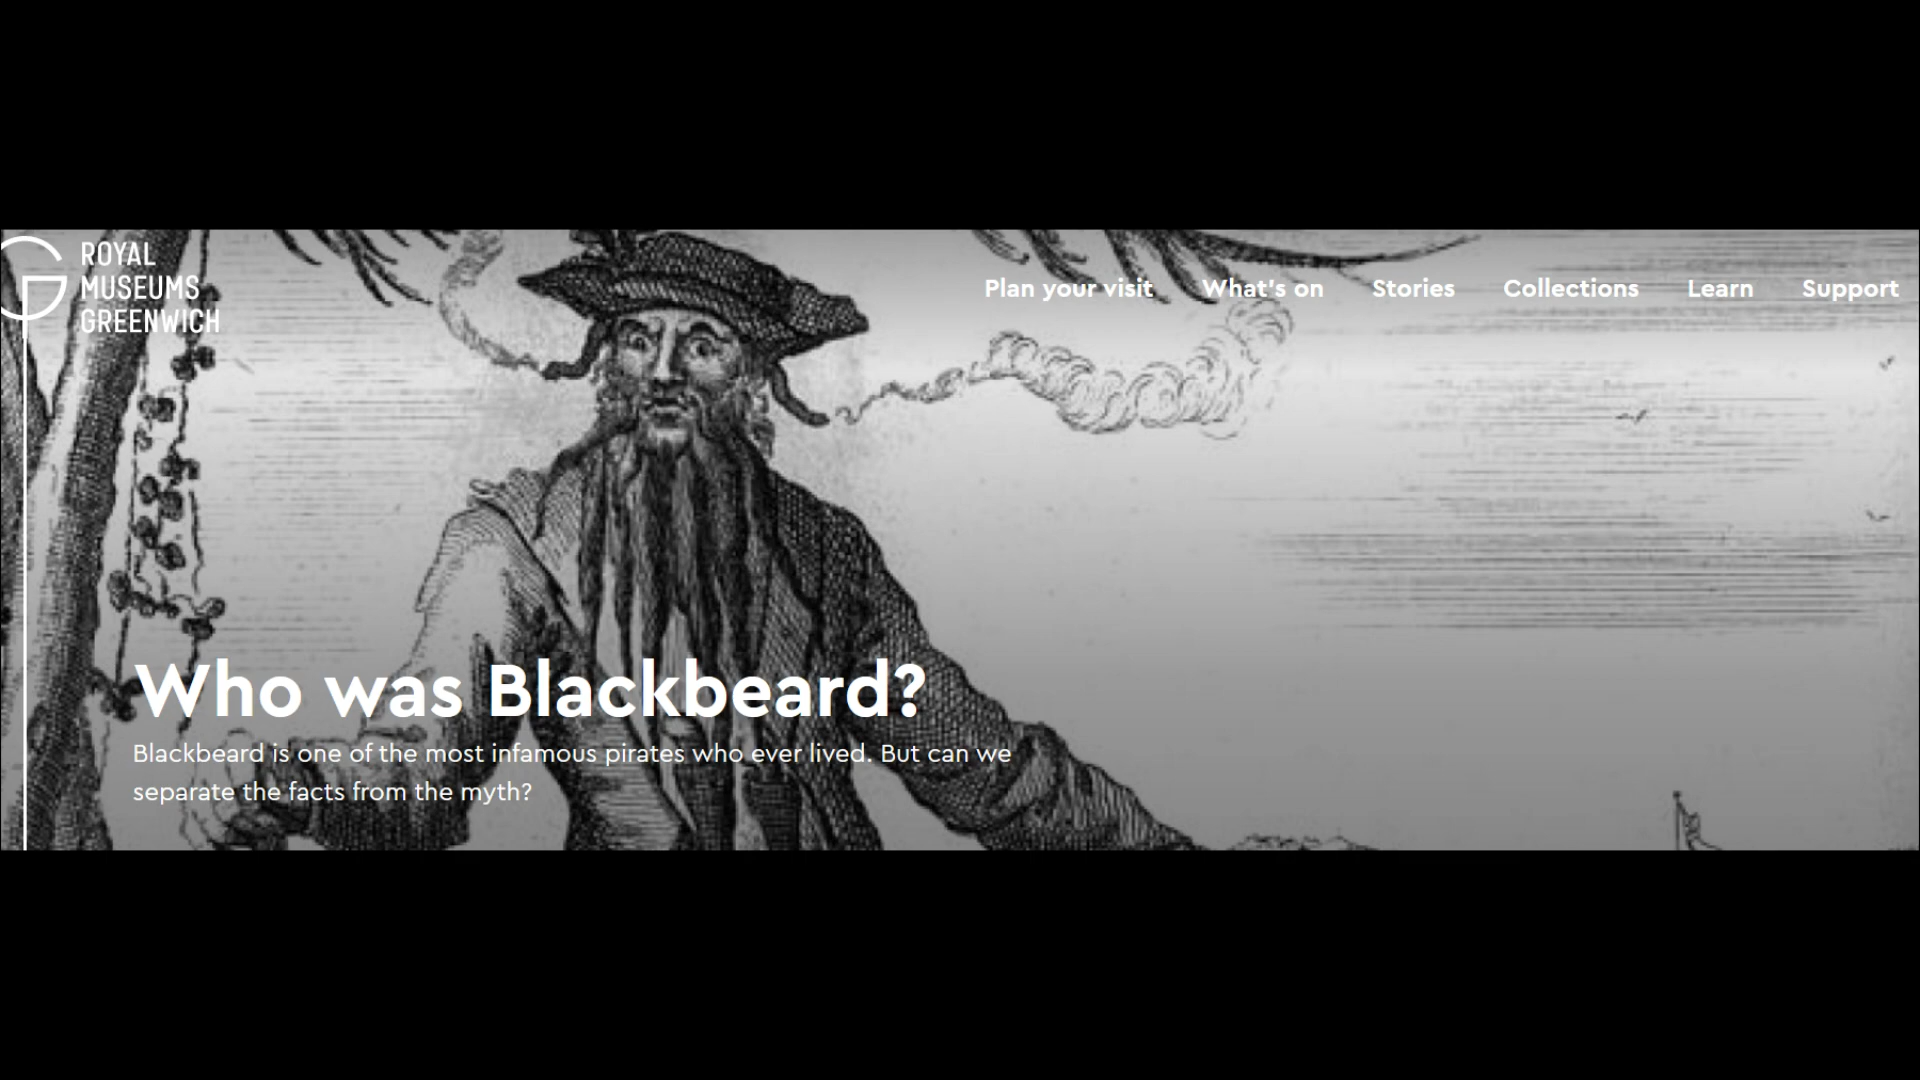 ROYAL
MUSEUMS
GREENWICH
Plan your visit What's on Stories Collections Learn Support
Who was Blackbeard?
Blackbeard is one of the most infamous pirates who ever lived. But can we
separate the facts from the myth?